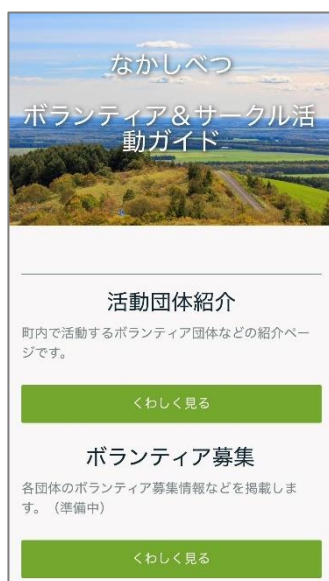 なかしべつ
ボランティア＆サークル活
動ガイド
活動団体紹介
町内で活動するボランティア団体などの紹介ペー
ジです。
くわしく見る
ボランティア募集
各団体のボランティア募集情報などを掲載しま
す。（準備中）
くわしく見る